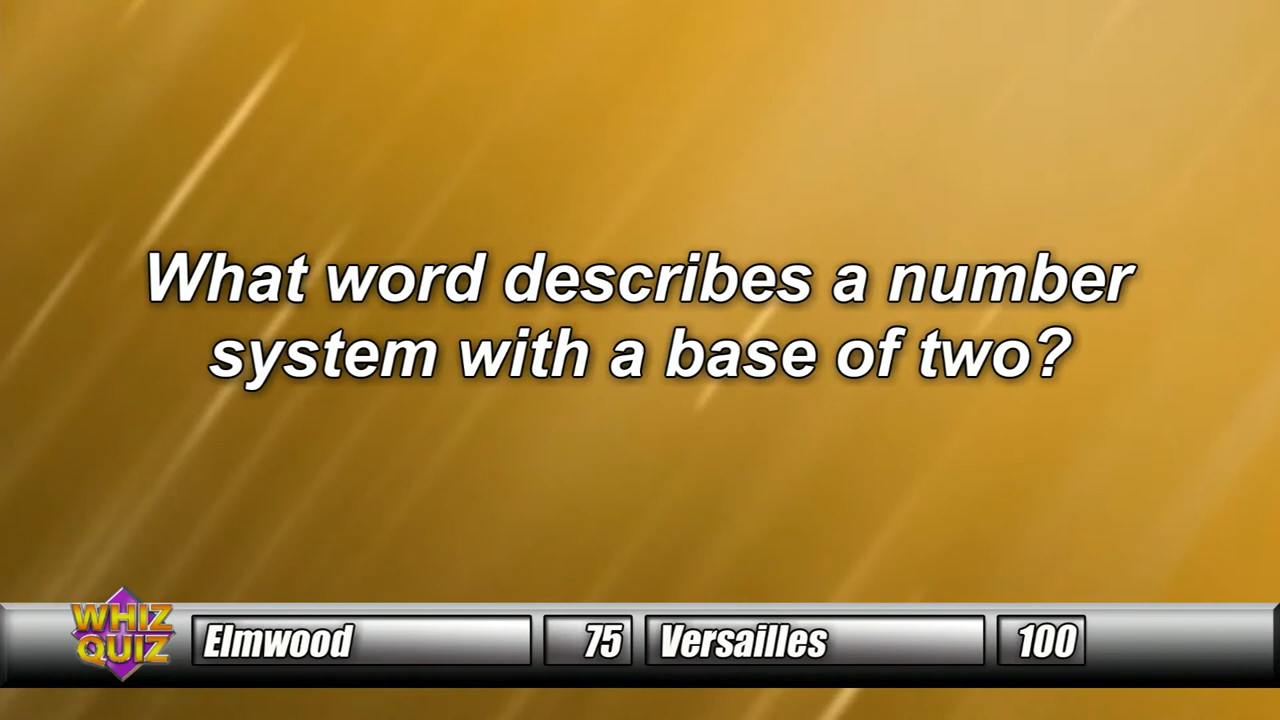 What word describes a number
system with a base of two?
WHIZ
QUIZ
Elmwood 75 Versailles 100